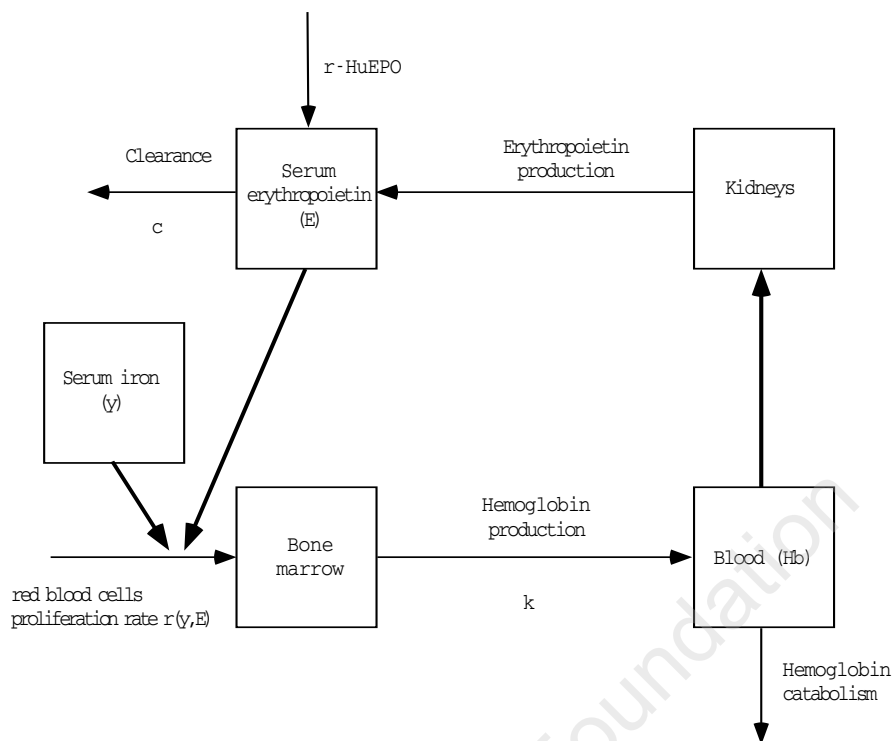 r-HuEPO
Clearance
c
Serum
erythropoietin
(E)
Erythropoietin
production
Kidneys
Serum iron
(y)
red blood cells
proliferation rate r(y,E)
Bone
marrow
Hemoglobin
production
k
Blood (Hb)
Hemoglobin
catabolism
Foundation